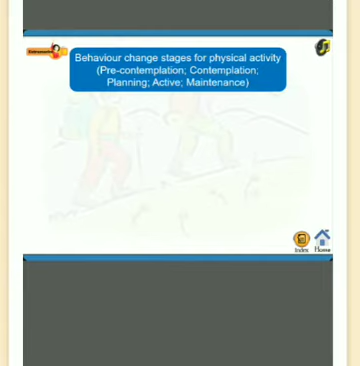 Behaviour change stages for physical activity
(Pre-contemplation; Contemplation;
Planning; Active; Maintenance)
Index Home